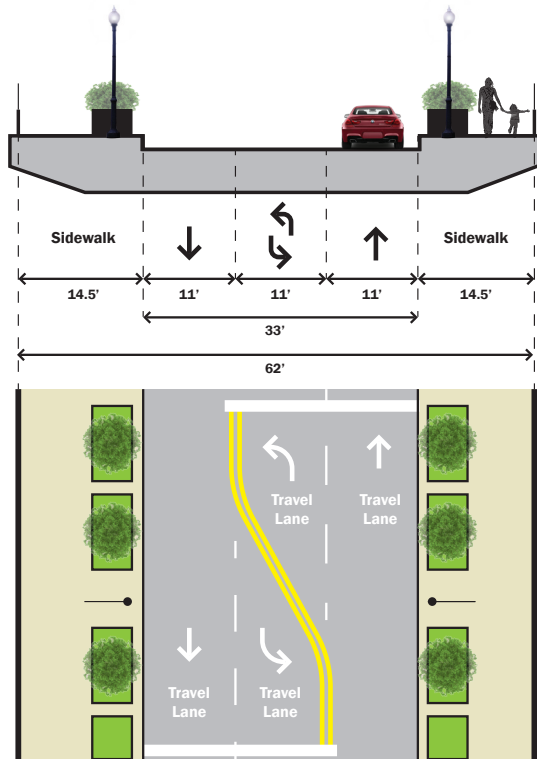 Sidewalk
Sidewalk
14.5'
11'
11'
11'
14.5'
33'
62'
Travel
Lane
Travel
Lane
Travel
Lane
Travel
Lane